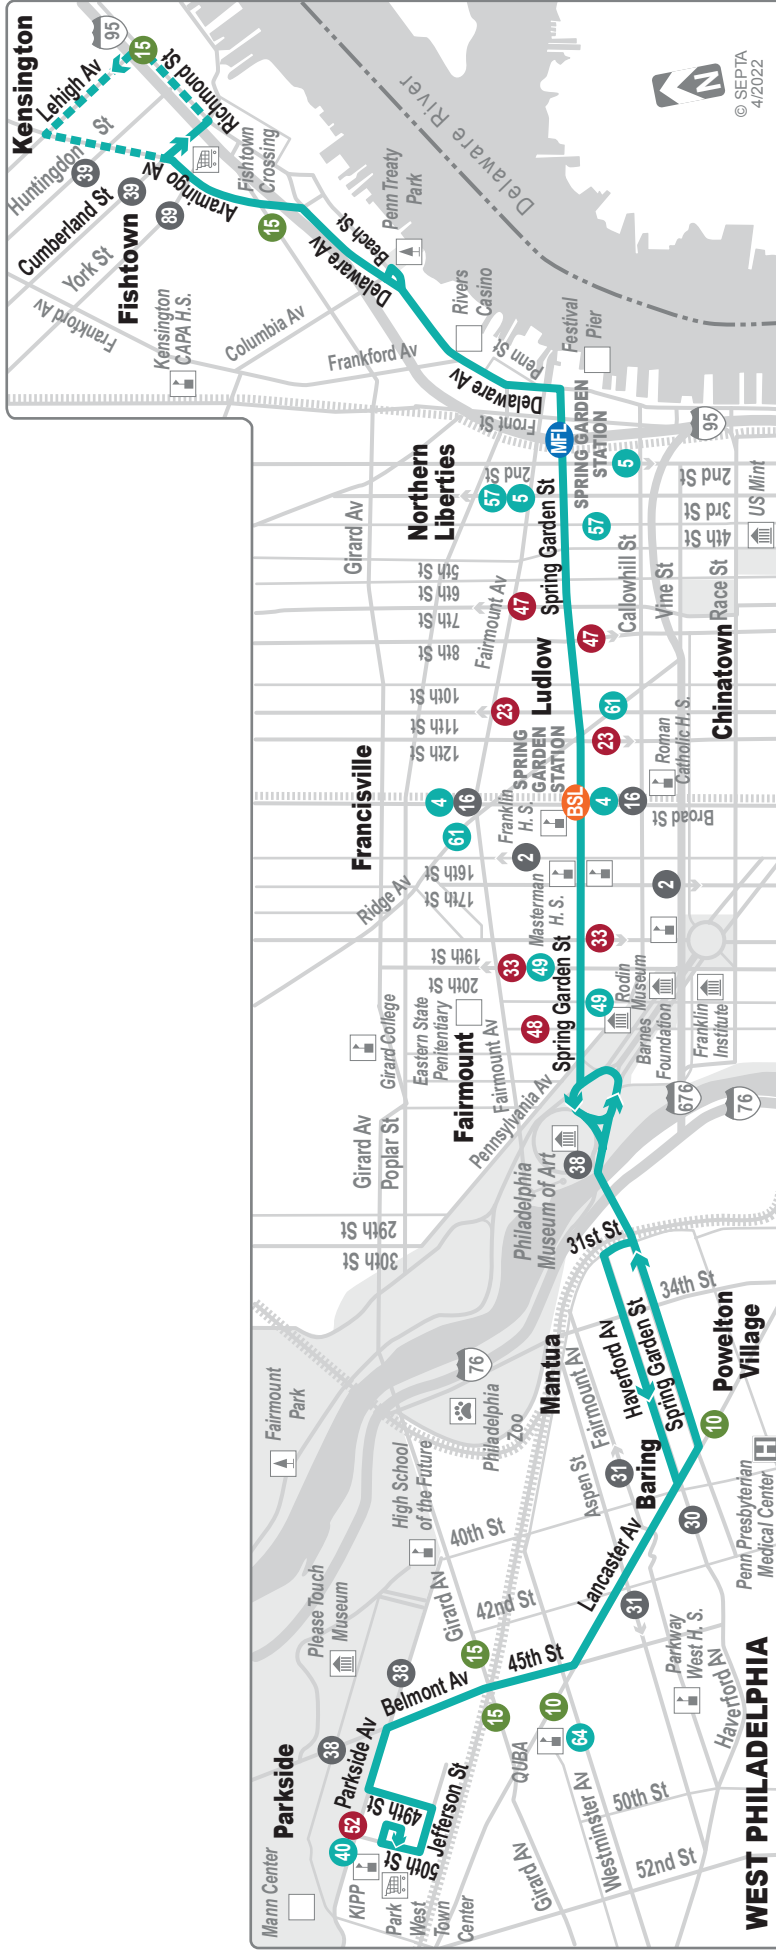 Kensington
95
15
Lehigh Av
Richmond St
Huntingdon St
39
Cumberland St
39
89
Aramingo Av
York St
Fishtown
Fishtown
Crossing
15
Frankford Av
Kensington
CAPA H.S.
Columbia Av
Frankford Av
Beach St
Penn Treaty
Park
Delaware Av
Delaware River
N
© SEPTA
4/2022
Rivers
Casino
Penn St
Festival
Pier
Delaware Av
Front St
MFL
SPRING GARDEN
STATION
95
Northern
Liberties
2nd St
57
5
5
57
2nd St
3rd St
4th St
US Mint
Spring Garden St
Girard Av
5th St
6th St
7th St
8th St
Fairmount Av
47
47
Callowhill St
Vine St
Race St
Ludlow
Chinatown
10th St
11th St
12th St
23
61
23
Roman
Catholic H. S.
Francisville
SPRING
GARDEN
STATION
BSL
4
16
61
4
16
Broad St
Franklin
H. S.
2
2
16th St
17th St
Ridge Av
Masterman
H. S.
33
49
33
19th St
20th St
Spring Garden St
48
49
Rodin
Museum
Barnes
Foundation
Franklin
Institute
Girard College
Eastern State
Penitentiary
Fairmount
Fairmount Av
Pennsylvania Av
676
76
Girard Av
Poplar St
29th St
30th St
Philadelphia
Museum of Art
38
31st St
34th St
Haverford Av
Spring Garden St
Powelton
Village
10
Mantua
76
Philadelphia
Zoo
Fairmount
Park
Fairmount Av
Aspen St
31
Baring
30
H
Penn Presbyterian
Medical Center
Lancaster Av
High School
of the Future
40th St
Girard Av
42nd St
31
Parkway
West H. S.
Haverford Av
Please Touch
Museum
38
15
45th St
Belmont Av
15
10
QUBA
64
38
Parkside
Parkside Av
49th St
Jefferson St
50th St
52
40
KIPP
Mann Center
Park
West
Town
Center
Girard Av
Westminster Av
50th St
52nd St
WEST PHILADELPHIA